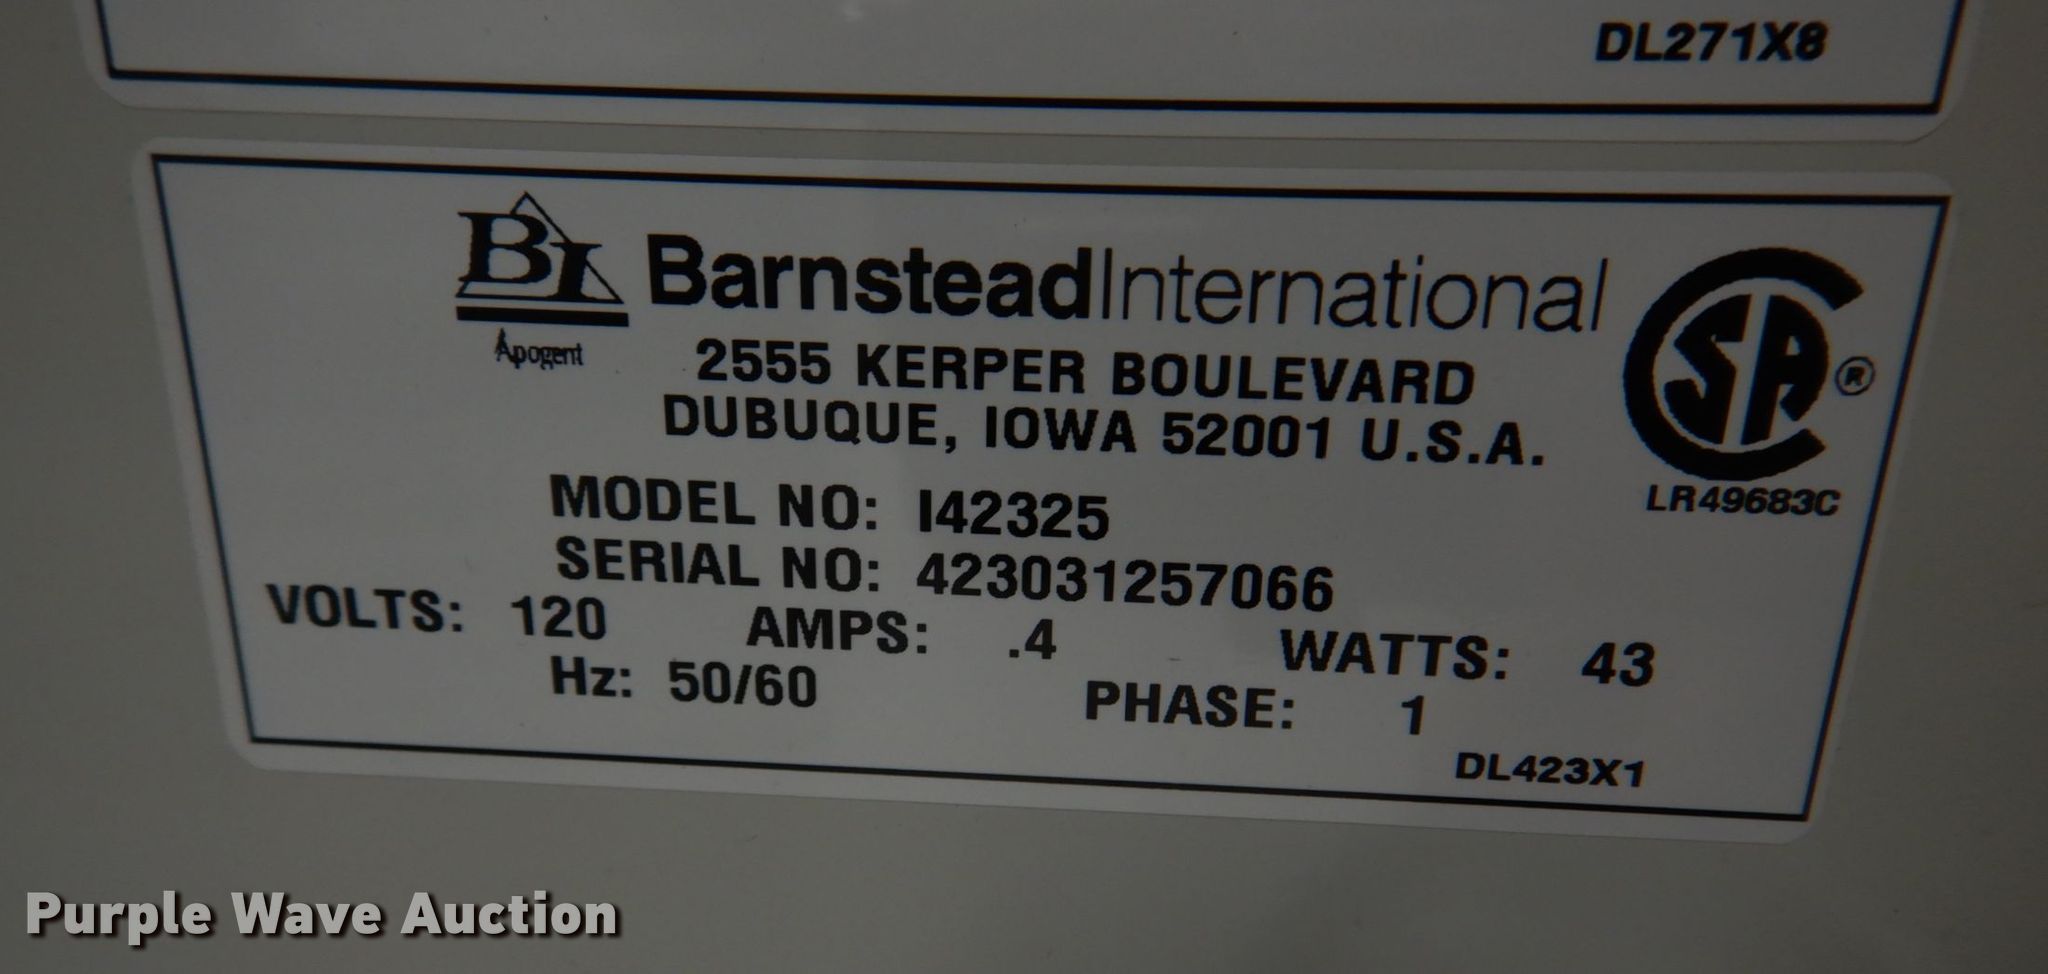 DL271X8
BI BarnsteadInternational
Apogent
2555 KERPER BOULEVARD
DUBUQUE, IOWA 52001 U.S.A.
SA ®
LR49683C
MODEL NO: I42325
SERIAL NO: 423031257066
VOLTS: 120 AMPS: .4 WATTS: 43
Hz: 50/60 PHASE: 1
DL423X1
Purple Wave Auction